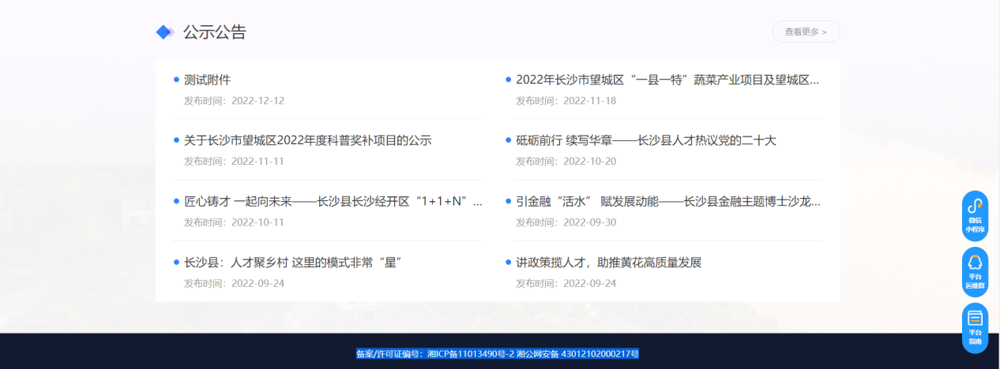 公示公告
查看更多 >
测试附件
发布时间：2022-12-12
2022年长沙市望城区“一县一特”蔬菜产业项目及望城区...
发布时间：2022-11-18
关于长沙市望城区2022年度科普奖补项目的公示
发布时间：2022-11-11
砥砺前行 续写华章——长沙县人才热议党的二十大
发布时间：2022-10-20
匠心铸才 一起向未来——长沙县长沙经开区“1+1+N”...
发布时间：2022-10-11
引金融“活水” 赋发展动能——长沙县金融主题博士沙龙...
发布时间：2022-09-30
长沙县：人才聚乡村 这里的模式非常“星”
发布时间：2022-09-24
讲政策揽人才，助推黄花高质量发展
发布时间：2022-09-24
微信
小程序
平台
运维群
平台
指南
备案/许可证编号：湘ICP备11013490号-2 湘公网安备 43012102000217号